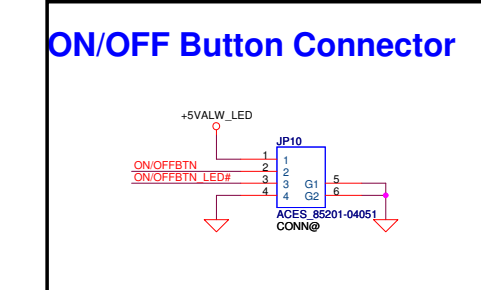 ON/OFF Button Connector
+5VALW_LED
JP10
1 1
ON/OFFBTN 2 2
ON/OFFBTN_LED# 3 3 G1 5
4 4 G2 6
ACES_85201-04051
CONN@